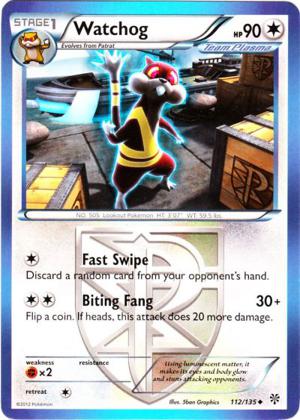 STAGE1
Watchog
HP 90
Evolves from Patrat
Team Plasma
NO. 505 Lookout Pokémon HT: 3'07" WT: 59.5 lbs.
Fast Swipe
Discard a random card from your opponent's hand.
Biting Fang 30+
Flip a coin. If heads, this attack does 20 more damage.
weakness resistance
×2
retreat
Using luminescent matter, it
makes its eyes and body glow
and stuns attacking opponents.
Illus. 5ban Graphics
112/135
©2012 Pokémon